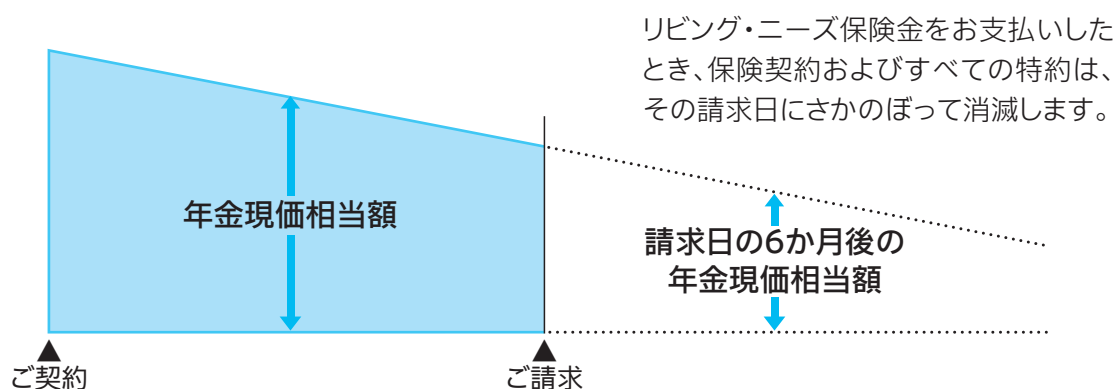 リビング・ニーズ保険金をお支払いした
とき、保険契約およびすべての特約は、
その請求日にさかのぼって消滅します。
年金現価相当額
請求日の6か月後の
年金現価相当額
ご契約
ご請求